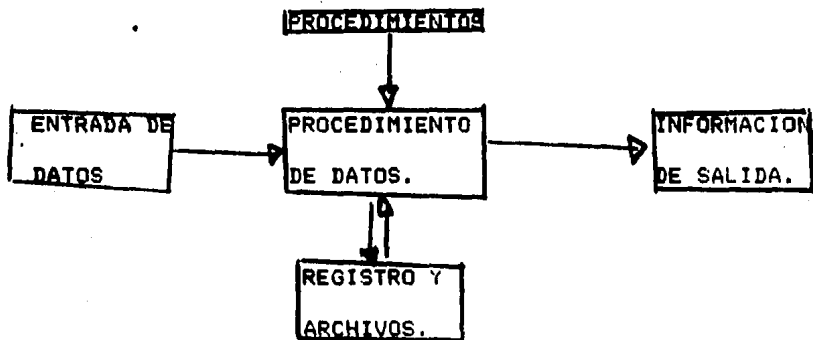 PROCEDIMIENTOS
ENTRADA DE
DATOS
PROCEDIMIENTO
DE DATOS.
INFORMACION
DE SALIDA.
REGISTRO Y
ARCHIVOS.